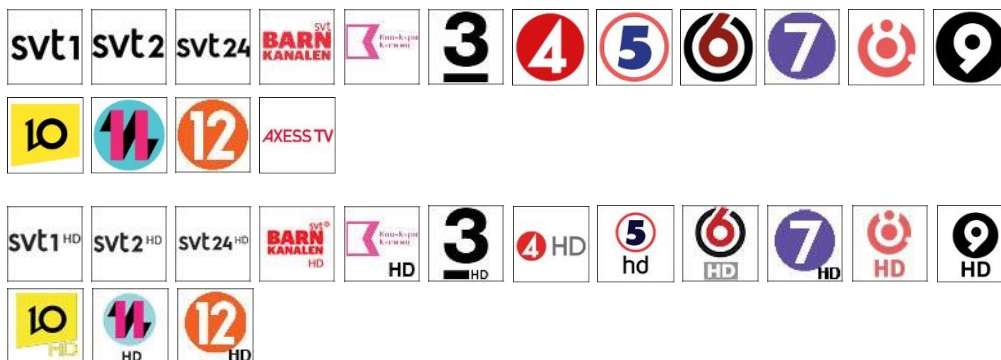 svt1 svt2 svt24 svt BARN KANALEN 3 4 5 6 7 8 9
10 11 12 AXESS TV
svt1 HD svt2 HD svt24 HD svt BARN KANALEN HD HD 3 HD 4 HD 5 hd 6 HD 7 HD 8 HD 9 HD
10 HD 11 HD 12 HD